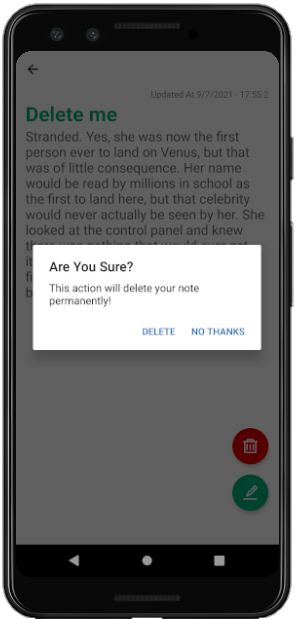 Updated At 9/7/2021 - 17:55:2
Delete me
Stranded. Yes, she was now the first
person ever to land on Venus, but that
was of little consequence. Her name
would be read by millions in school as
the first to land here, but that celebrity
would never actually be seen by her. She
looked at the control panel and knew
Are You Sure?
This action will delete your note
permanently!
DELETE NO THANKS